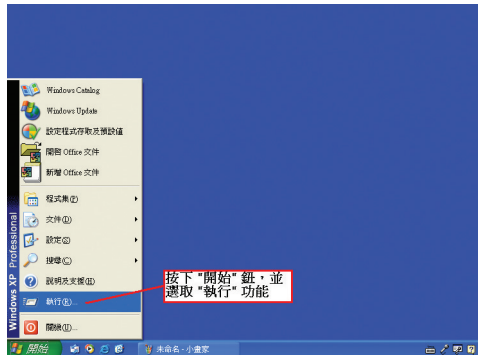 Windows Catalog
Windows Update
設定程式存取及預設值
開啟 Office 文件
新增 Office 文件
程式集(P)
文件(D)
設定(S)
搜尋(C)
說明及支援(H)
執行(R)...
關機(U)...
Windows XP Professional
按下 "開始" 鈕，並
選取 "執行" 功能
開始
未命名 - 小畫家